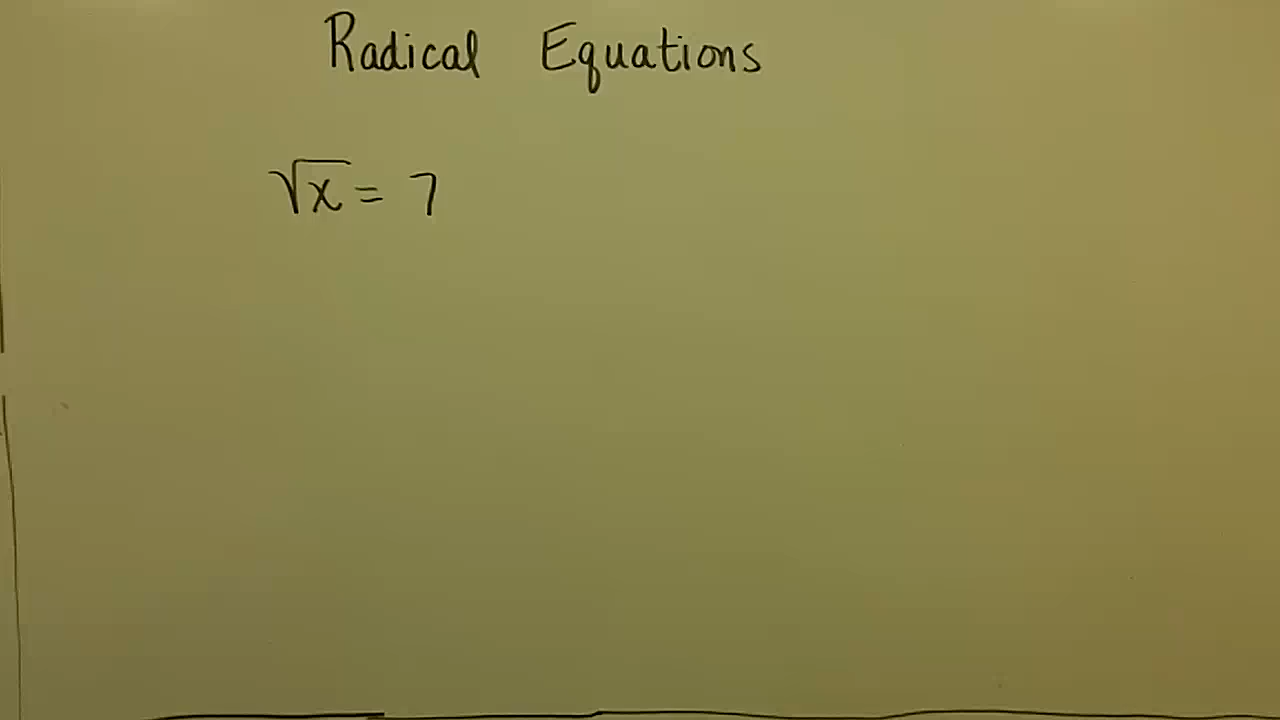 Radical Equations
√x = 7